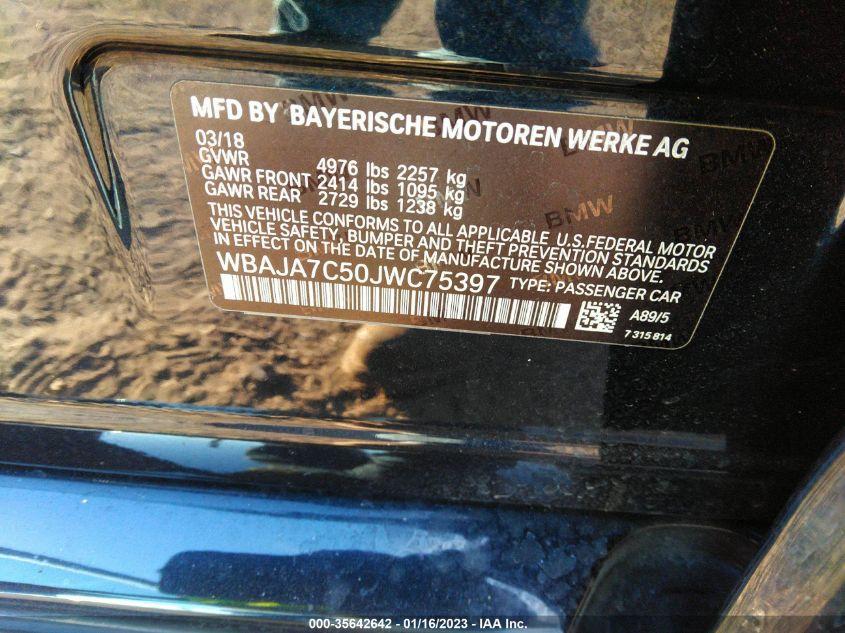 MFD BY BAYERISCHE MOTOREN WERKE AG
03/18
GVWR 4976 lbs 2257 kg
GAWR FRONT 2414 lbs 1095 kg
GAWR REAR 2729 lbs 1238 kg
THIS VEHICLE CONFORMS TO ALL APPLICABLE U.S.FEDERAL MOTOR
VEHICLE SAFETY, BUMPER AND THEFT PREVENTION STANDARDS
IN EFFECT ON THE DATE OF MANUFACTURE SHOWN ABOVE.
WBAJA7C50JWC75397 TYPE: PASSENGER CAR
A89/5
7 315 814
000-35642642 / 01/16/2023 - IAA Inc.